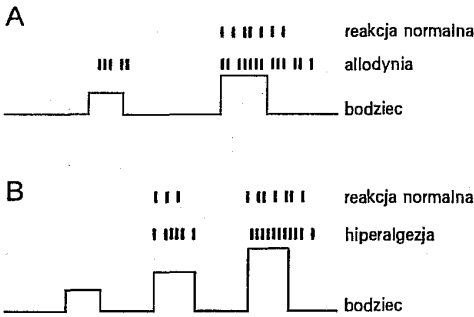 A
reakcja normalna
allodynia
bodziec
B
reakcja normalna
hiperalgezja
bodziec